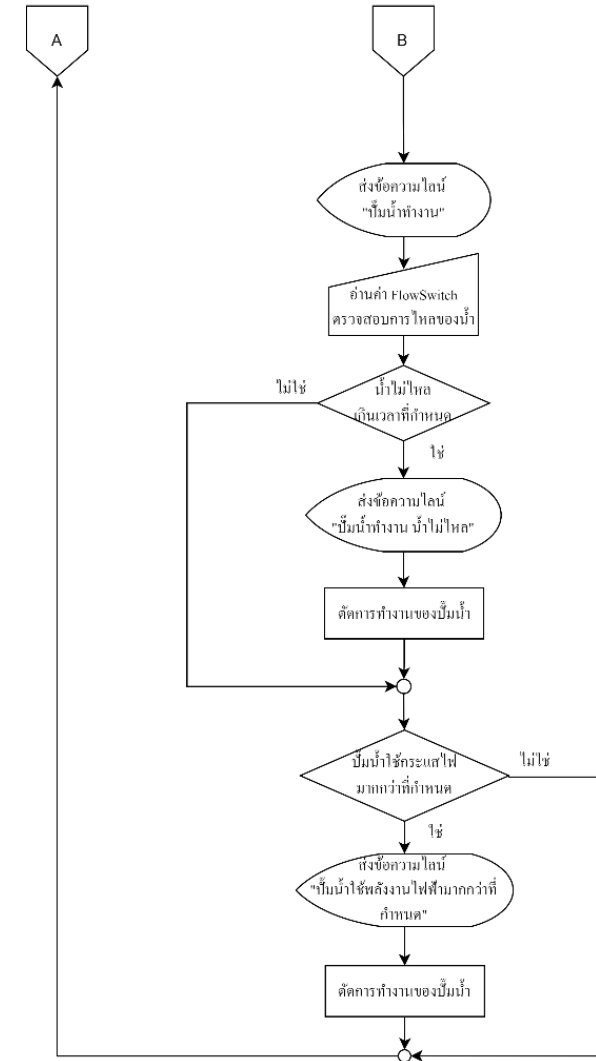 A
B
ส่งข้อความไลน์
"ปั๊มน้ำทำงาน"
อ่านค่า FlowSwitch
ตรวจสอบการไหลของน้ำ
น้ำไม่ไหล
เกินเวลาที่กำหนด
ไม่ใช่
ใช่
ส่งข้อความไลน์
"ปั๊มน้ำทำงาน น้ำไม่ไหล"
ตัดการทำงานของปั๊มน้ำ
ปั๊มน้ำใช้กระแสไฟ
มากกว่าที่กำหนด
ไม่ใช่
ใช่
ส่งข้อความไลน์
"ปั๊มน้ำใช้พลังงานไฟฟ้ามากกว่าที่
กำหนด"
ตัดการทำงานของปั๊มน้ำ